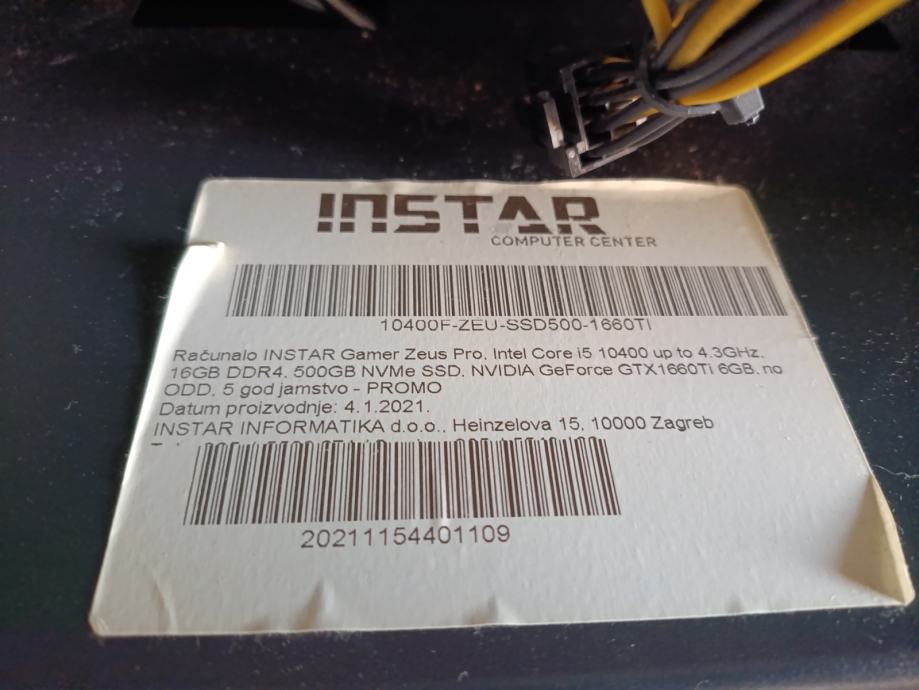 INSTAR
COMPUTER CENTER
10400F-ZEU-SSD500-1660TI
Računalo INSTAR Gamer Zeus Pro, Intel Core i5 10400 up to 4.3GHz,
16GB DDR4, 500GB NVMe SSD, NVIDIA GeForce GTX1660Ti 6GB, no
ODD, 5 god jamstvo - PROMO
Datum proizvodnje: 4.1.2021.
INSTAR INFORMATIKA d.o.o., Heinzelova 15, 10000 Zagreb
202111154401109